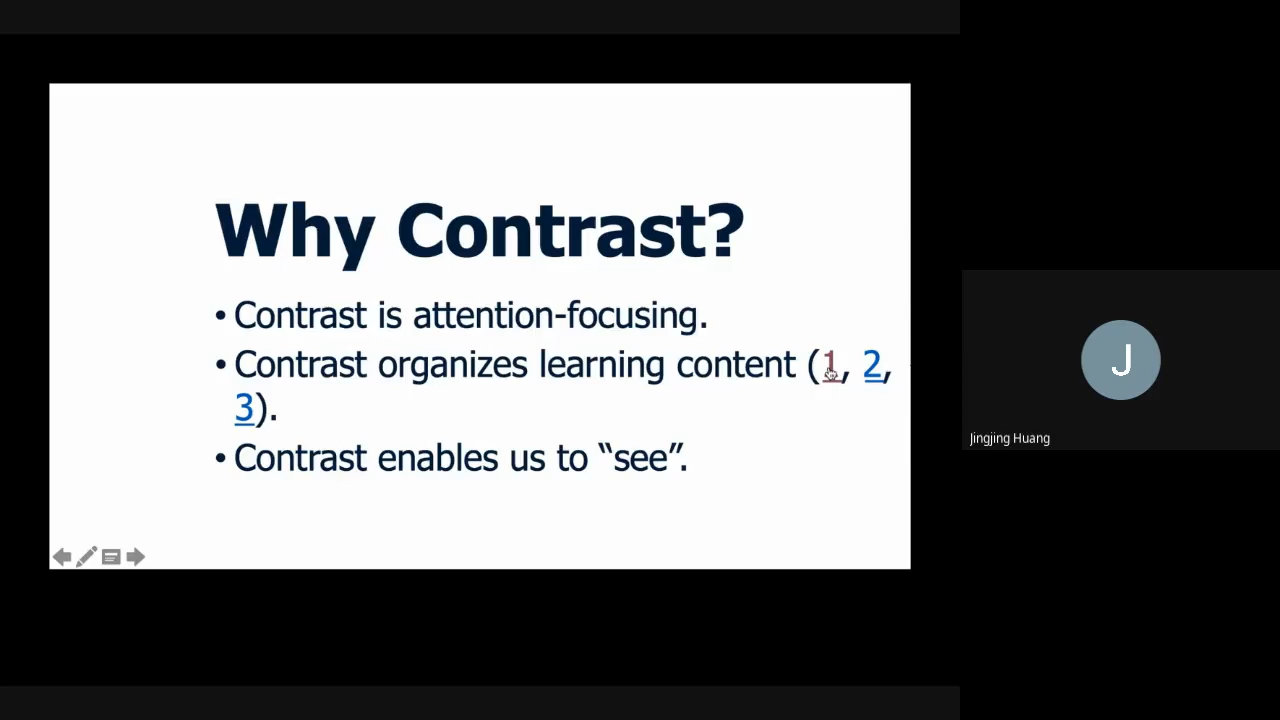 Why Contrast?
• Contrast is attention-focusing.
• Contrast organizes learning content (1, 2,
3).
• Contrast enables us to “see”.
J
Jingjing Huang